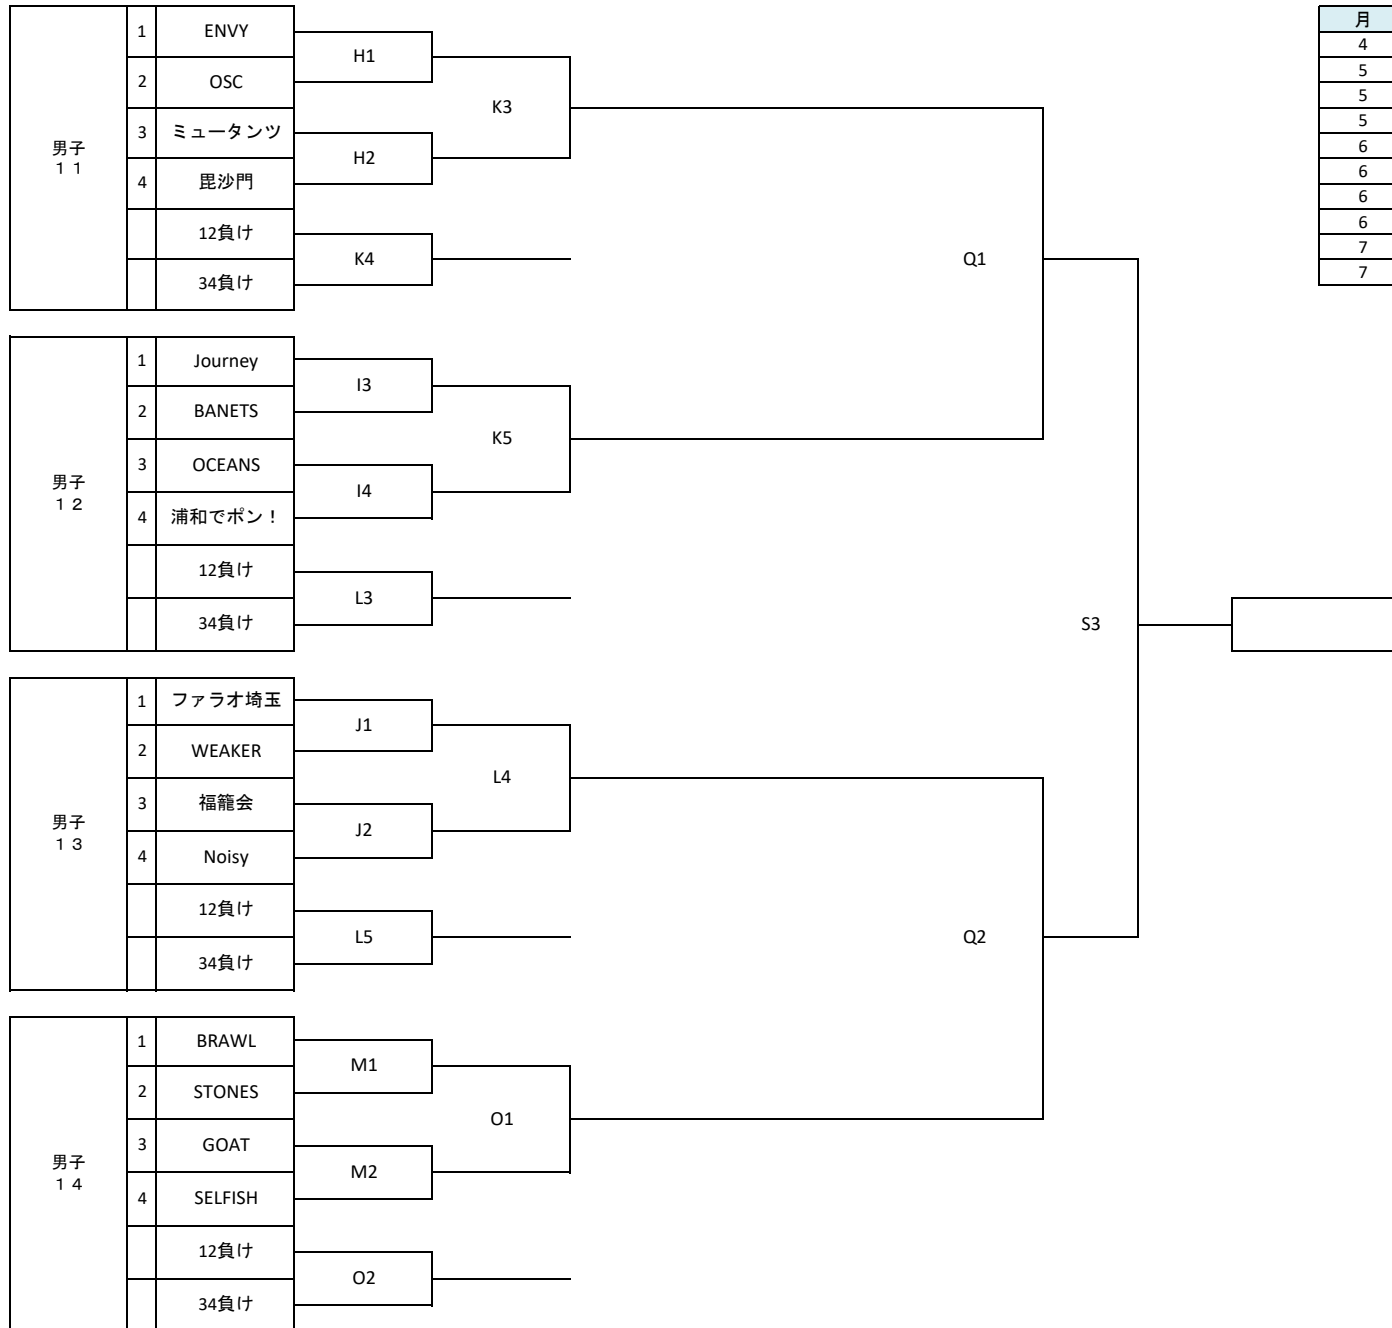 男子
１１
1 ENVY
2 OSC
3 ミュータンツ
4 毘沙門
12負け
34負け
H1
H2
K4
K3
男子
１２
1 Journey
2 BANETS
3 OCEANS
4 浦和でポン！
12負け
34負け
I3
I4
L3
K5
Q1
男子
１３
1 ファラオ埼玉
2 WEAKER
3 福籠会
4 Noisy
12負け
34負け
J1
J2
L5
L4
男子
１４
1 BRAWL
2 STONES
3 GOAT
4 SELFISH
12負け
34負け
M1
M2
O2
O1
Q2
S3
月
4
5
5
5
6
6
6
6
7
7